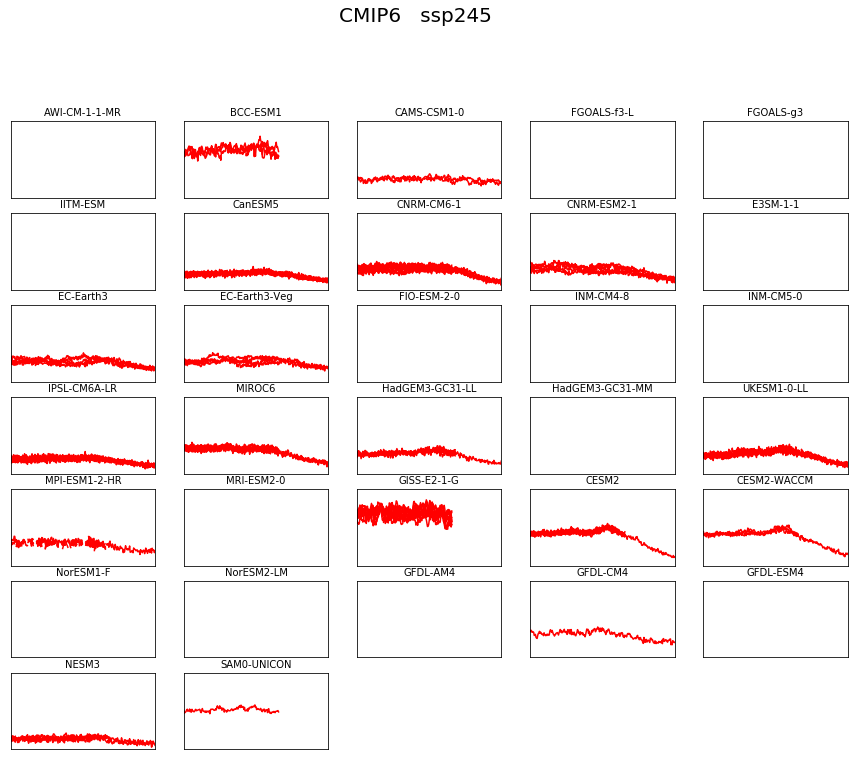 CMIP6 ssp245
AWI-CM-1-1-MR BCC-ESM1 CAMS-CSM1-0 FGOALS-f3-L FGOALS-g3
IITM-ESM CanESM5 CNRM-CM6-1 CNRM-ESM2-1 E3SM-1-1
EC-Earth3 EC-Earth3-Veg FIO-ESM-2-0 INM-CM4-8 INM-CM5-0
IPSL-CM6A-LR MIROC6 HadGEM3-GC31-LL HadGEM3-GC31-MM UKESM1-0-LL
MPI-ESM1-2-HR MRI-ESM2-0 GISS-E2-1-G CESM2 CESM2-WACCM
NorESM1-F NorESM2-LM GFDL-AM4 GFDL-CM4 GFDL-ESM4
NESM3 SAM0-UNICON